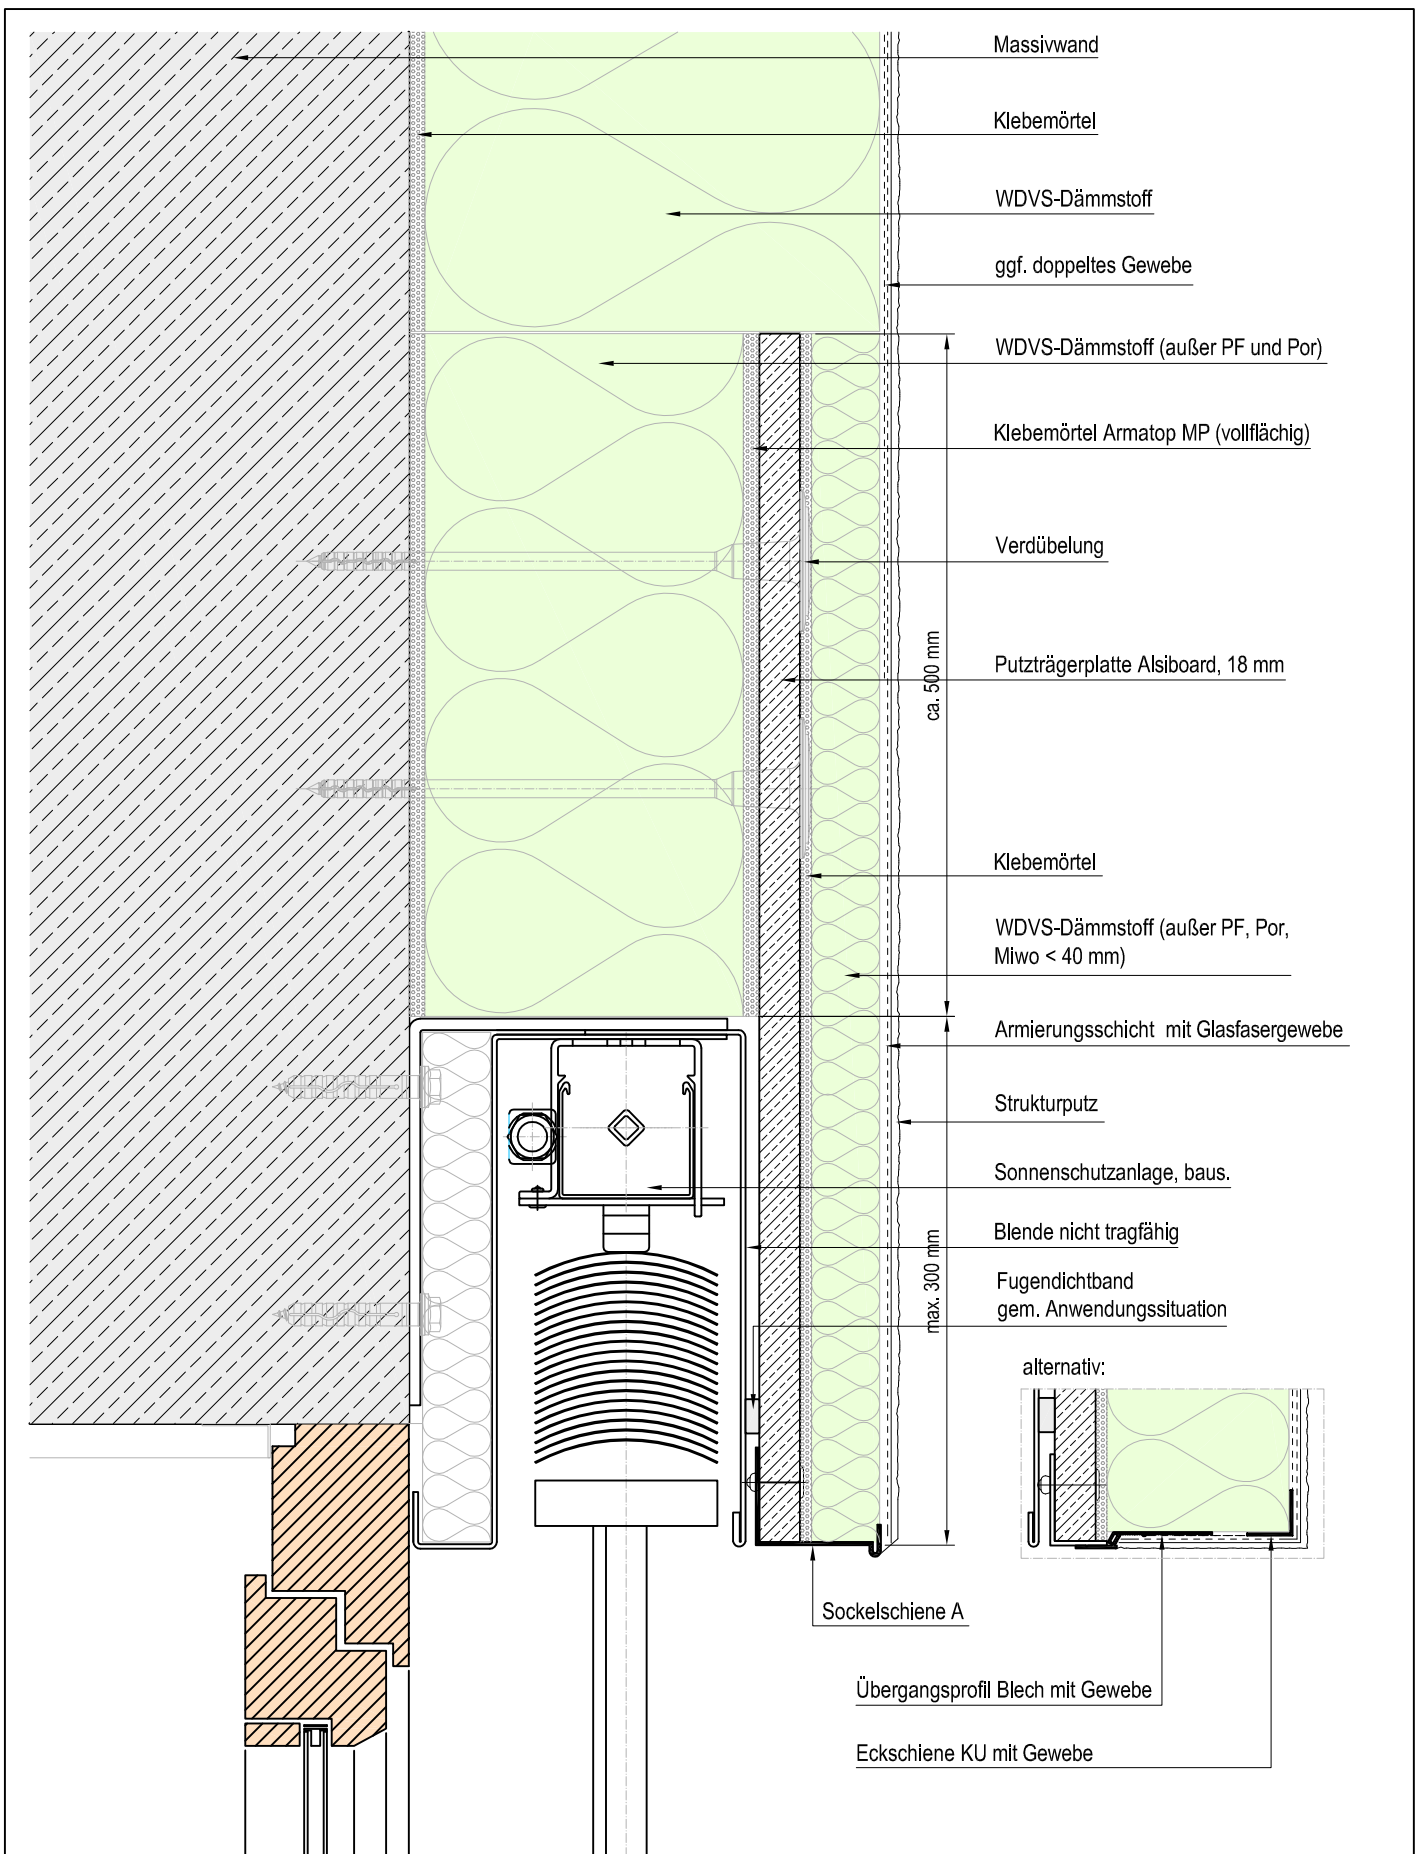 Massivwand
Klebemörtel
WDVS-Dämmstoff
ggf. doppeltes Gewebe
WDVS-Dämmstoff (außer PF und Por)
Klebemörtel Armatop MP (vollflächig)
Verdübelung
ca. 500 mm
Putzträgerplatte Alsiboard, 18 mm
Klebemörtel
WDVS-Dämmstoff (außer PF, Por,
Miwo < 40 mm)
Armierungsschicht mit Glasfasergewebe
Strukturputz
Sonnenschutzanlage, baus.
Blende nicht tragfähig
max. 300 mm
Fugendichtband
gem. Anwendungssituation
alternativ:
Sockelschiene A
Übergangsprofil Blech mit Gewebe
Eckschiene KU mit Gewebe